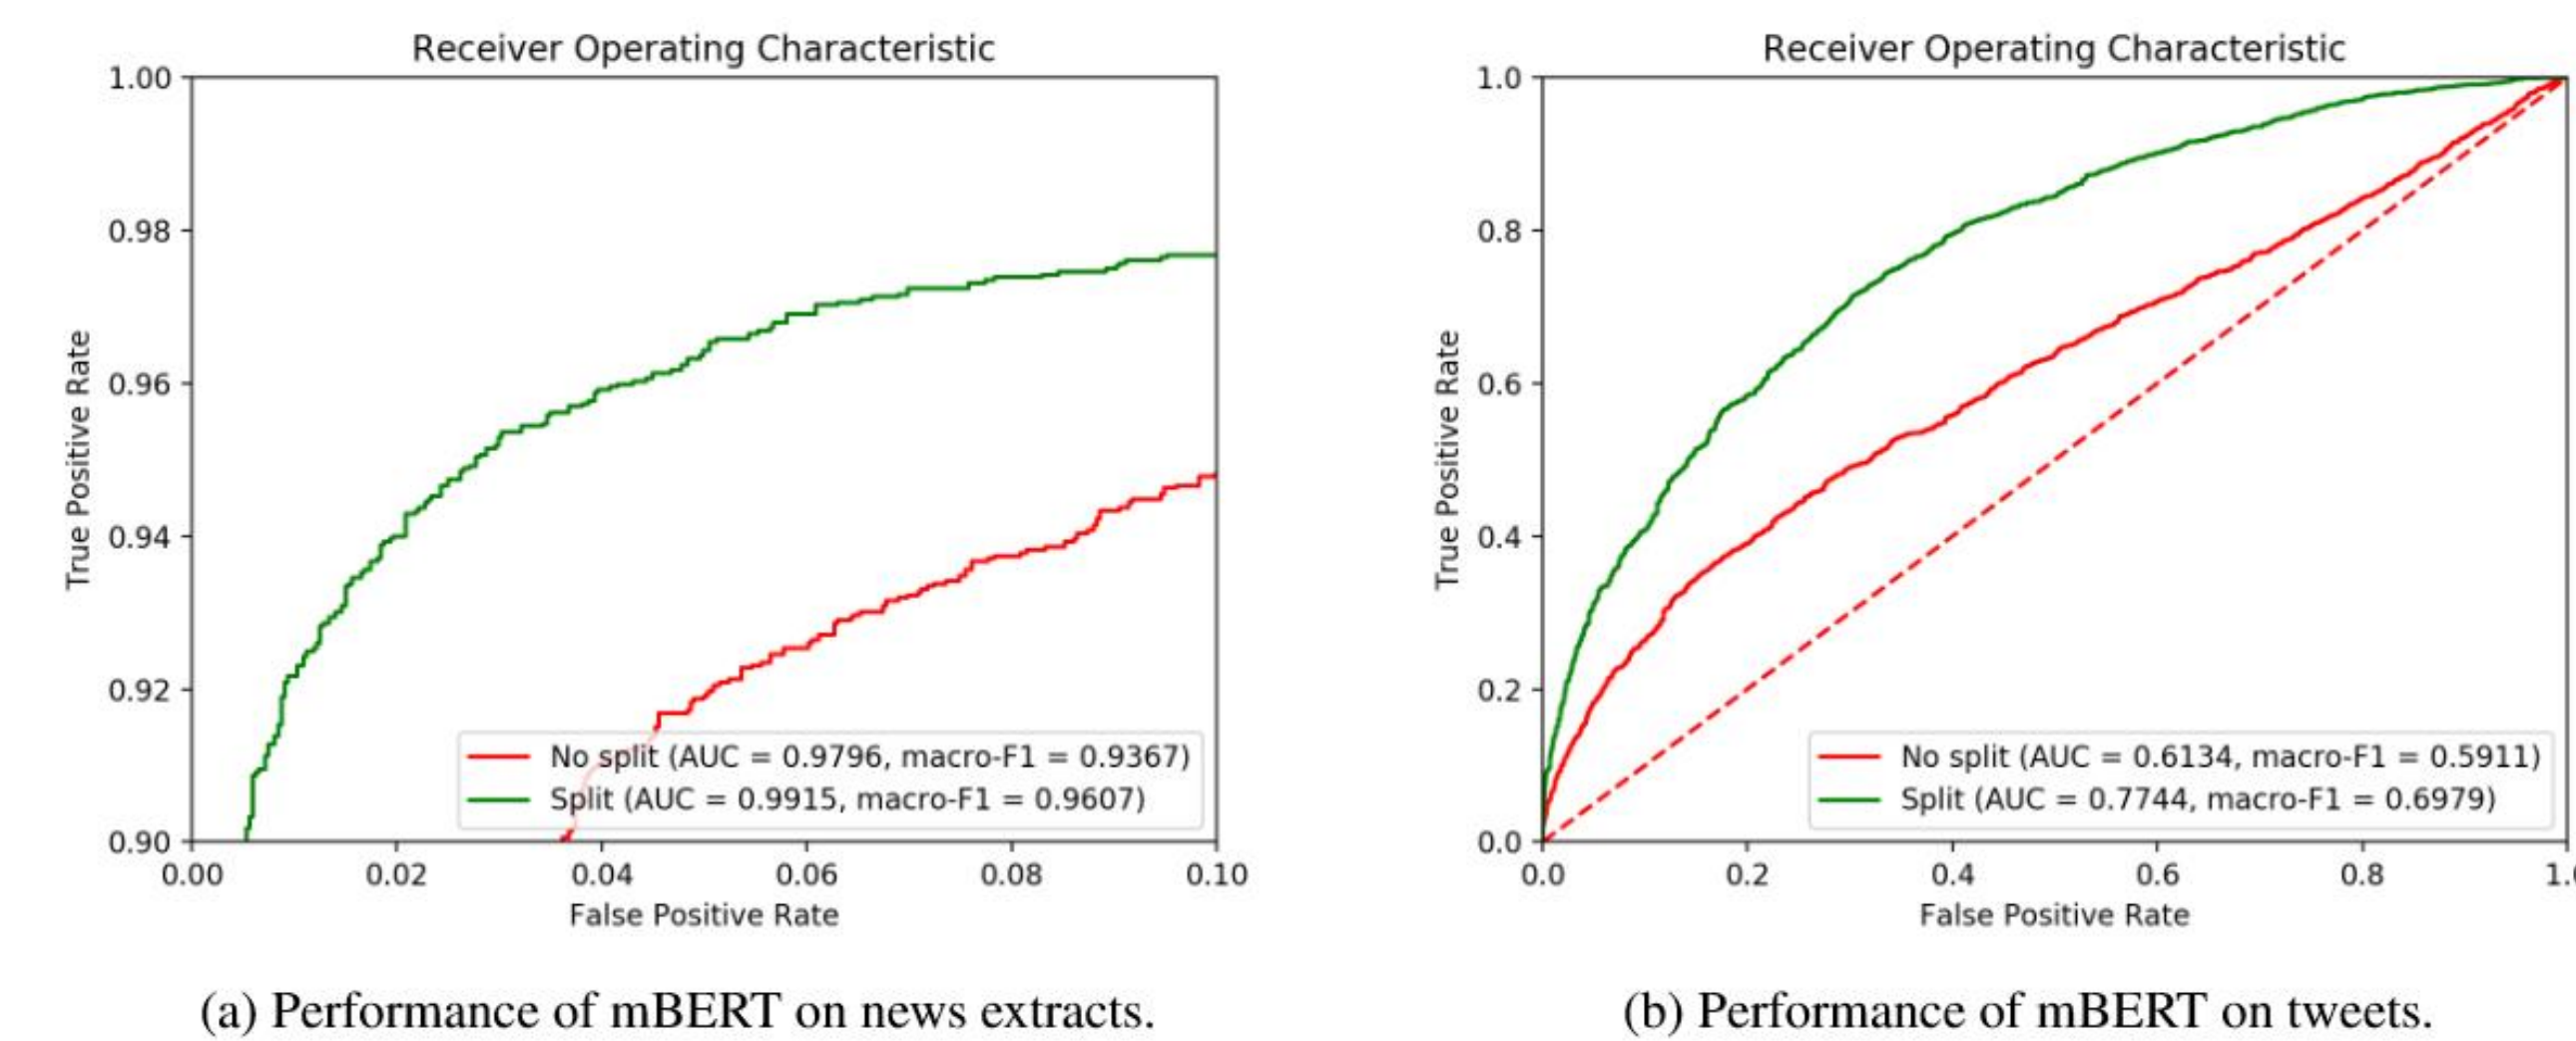 Receiver Operating Characteristic
True Positive Rate
1.00
0.98
0.96
0.94
0.92
0.90
No split (AUC = 0.9796, macro-F1 = 0.9367)
Split (AUC = 0.9915, macro-F1 = 0.9607)
0.00 0.02 0.04 0.06 0.08 0.10
False Positive Rate
(a) Performance of mBERT on news extracts.
Receiver Operating Characteristic
True Positive Rate
1.0
0.8
0.6
0.4
0.2
0.0
No split (AUC = 0.6134, macro-F1 = 0.5911)
Split (AUC = 0.7744, macro-F1 = 0.6979)
0.0 0.2 0.4 0.6 0.8
False Positive Rate
(b) Performance of mBERT on tweets.